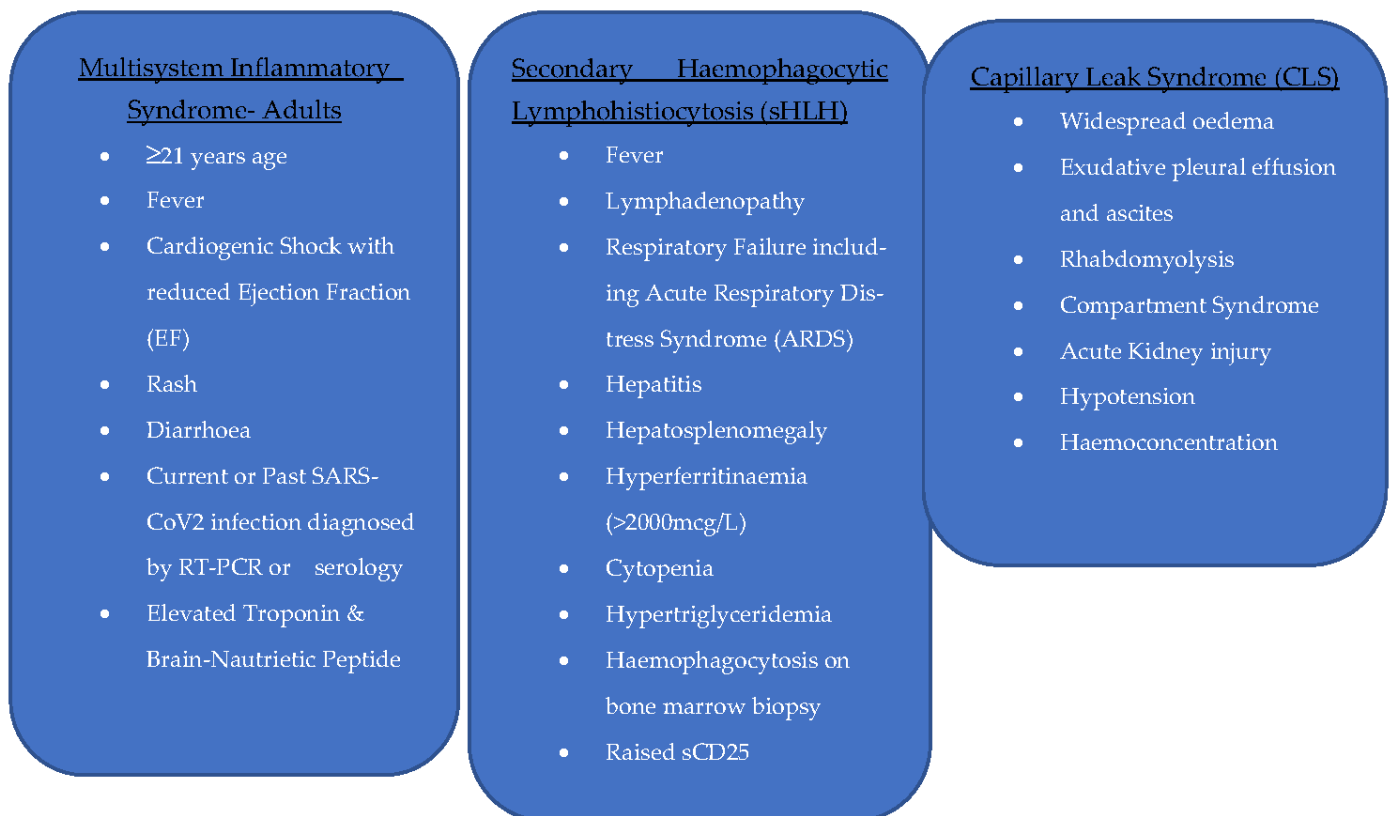 Multisystem Inflammatory
Syndrome- Adults
• ≥21 years age
• Fever
• Cardiogenic Shock with
reduced Ejection Fraction
(EF)
• Rash
• Diarrhoea
• Current or Past SARS-
CoV2 infection diagnosed
by RT-PCR or serology
• Elevated Troponin &
Brain-Nautrietic Peptide
Secondary Haemophagocytic
Lymphohistiocytosis (sHLH)
• Fever
• Lymphadenopathy
• Respiratory Failure includ-
ing Acute Respiratory Dis-
tress Syndrome (ARDS)
• Hepatitis
• Hepatosplenomegaly
• Hyperferritinaemia
(>2000mcg/L)
• Cytopenia
• Hypertriglyceridemia
• Haemophagocytosis on
bone marrow biopsy
• Raised sCD25
Capillary Leak Syndrome (CLS)
• Widespread oedema
• Exudative pleural effusion
and ascites
• Rhabdomyolysis
• Compartment Syndrome
• Acute Kidney injury
• Hypotension
• Haemoconcentration